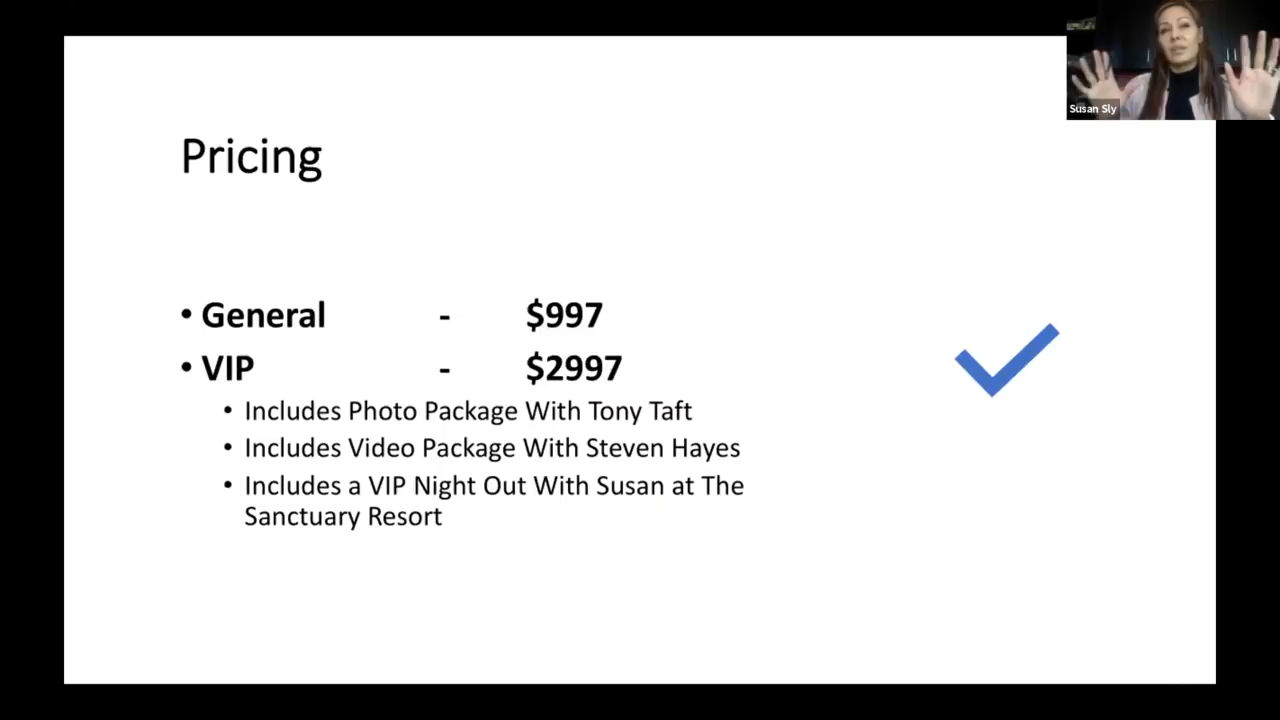 Susan Sly
Pricing
• General - $997
• VIP - $2997
• Includes Photo Package With Tony Taft
• Includes Video Package With Steven Hayes
• Includes a VIP Night Out With Susan at The
Sanctuary Resort